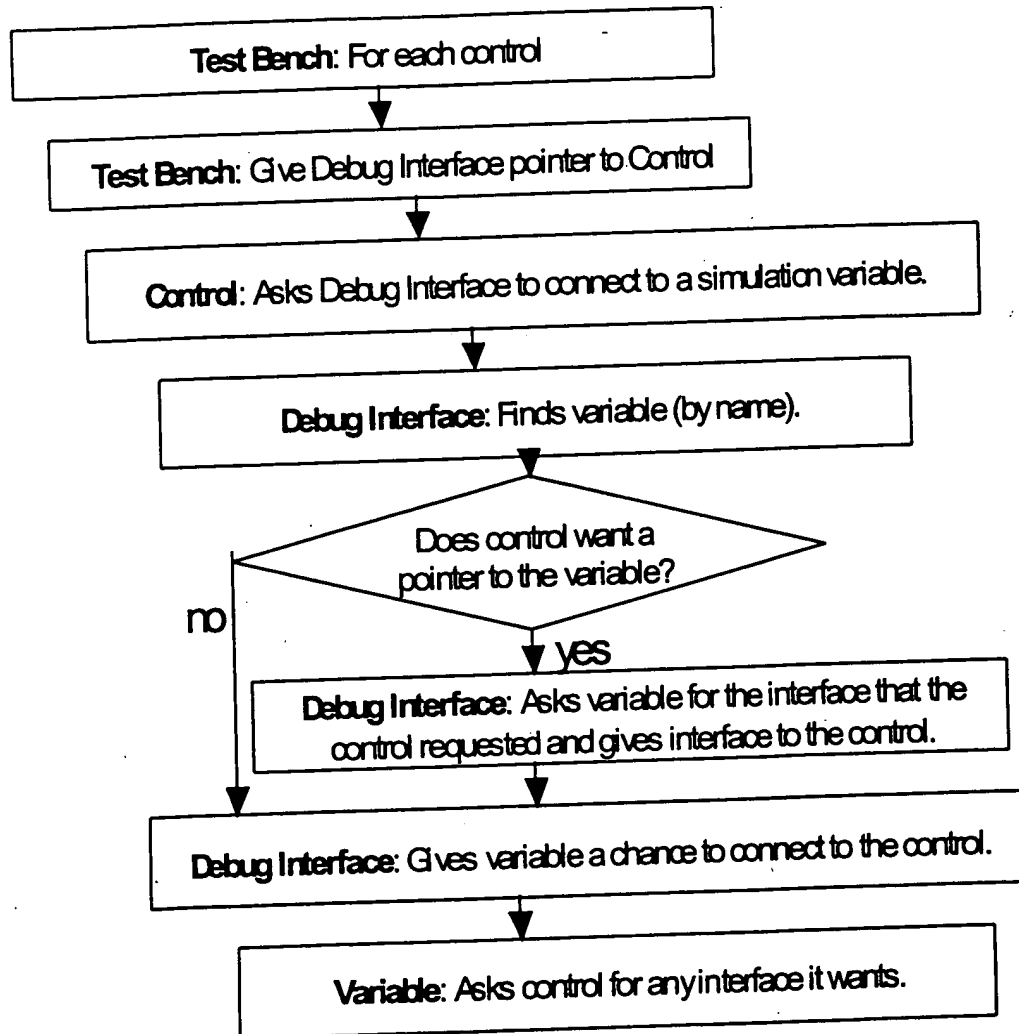 Test Bench: For each control
Test Bench: Give Debug Interface pointer to Control
Control: Asks Debug Interface to connect to a simulation variable.
Debug Interface: Finds variable (by name).
Does control want a
pointer to the variable?
no
yes
Debug Interface: Asks variable for the interface that the
control requested and gives interface to the control.
Debug Interface: Gives variable a chance to connect to the control.
Variable: Asks control for any interface it wants.